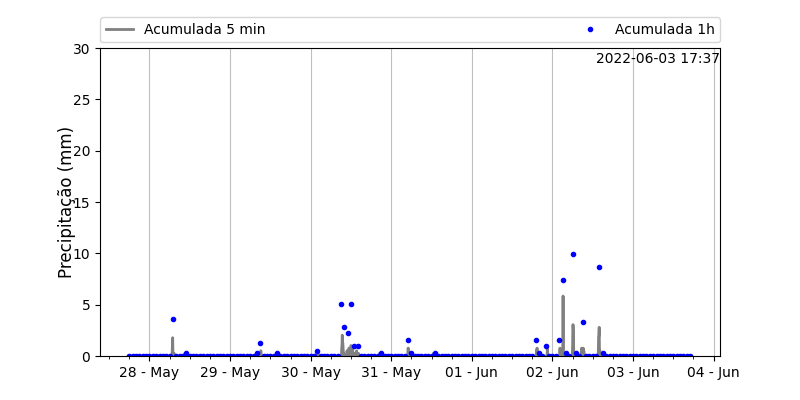 Acumulada 5 min
Acumulada 1h
2022-06-03 17:37
Precipitação (mm)
30
25
20
15
10
5
0
28 - May
29 - May
30 - May
31 - May
01 - Jun
02 - Jun
03 - Jun
04 - Jun